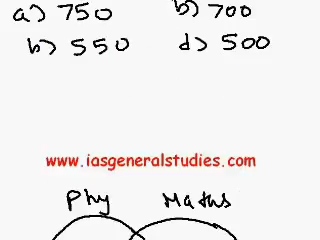 a) 750 b) 700
b) 550 d) 500
www.iasgeneralstudies.com
Phy Maths